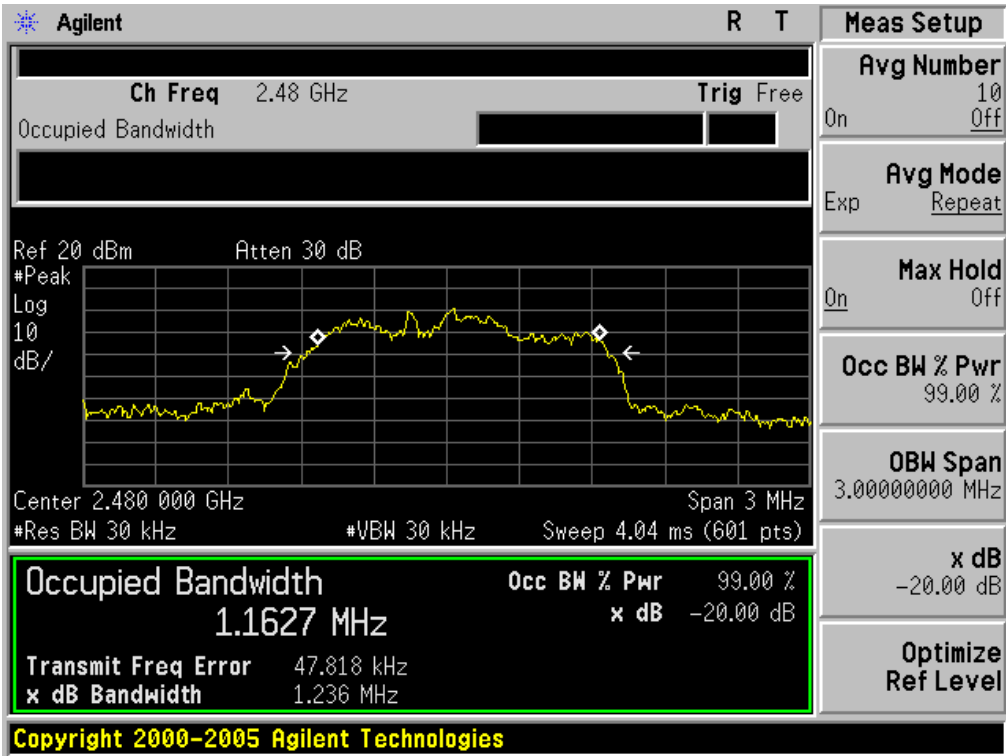 Agilent R T
Ch Freq 2.48 GHz Trig Free
Occupied Bandwidth
Ref 20 dBm Atten 30 dB
#Peak
Log
10
dB/
Center 2.480 000 GHz Span 3 MHz
#Res BW 30 kHz #VBW 30 kHz Sweep 4.04 ms (601 pts)
Occupied Bandwidth Occ BW % Pwr 99.00 %
1.1627 MHz x dB -20.00 dB
Transmit Freq Error 47.818 kHz
x dB Bandwidth 1.236 MHz
Copyright 2000-2005 Agilent Technologies
Meas Setup
Avg Number
10
On Off
Avg Mode
Exp Repeat
Max Hold
On Off
Occ BW % Pwr
99.00 %
OBW Span
3.00000000 MHz
x dB
-20.00 dB
Optimize
Ref Level